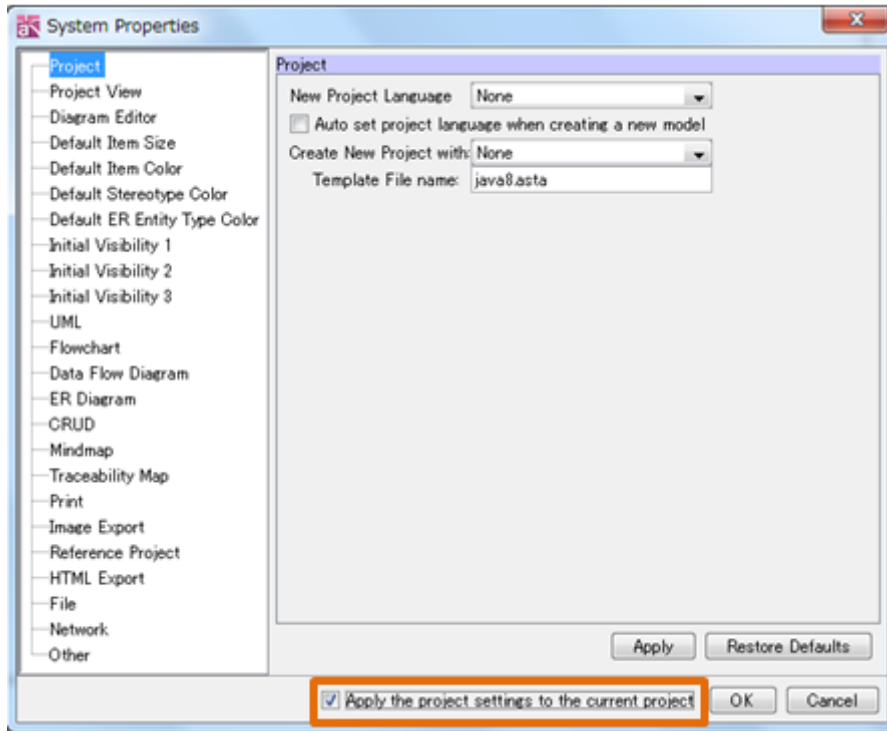 System Properties
Project
Project View
Diagram Editor
Default Item Size
Default Item Color
Default Stereotype Color
Default ER Entity Type Color
Initial Visibility 1
Initial Visibility 2
Initial Visibility 3
UML
Flowchart
Data Flow Diagram
ER Diagram
CRUD
Mindmap
Traceability Map
Print
Image Export
Reference Project
HTML Export
File
Network
Other
Project
New Project Language None
Auto set project language when creating a new model
Create New Project with: None
Template File name: java8.asta
Apply Restore Defaults
Apply the project settings to the current project OK Cancel